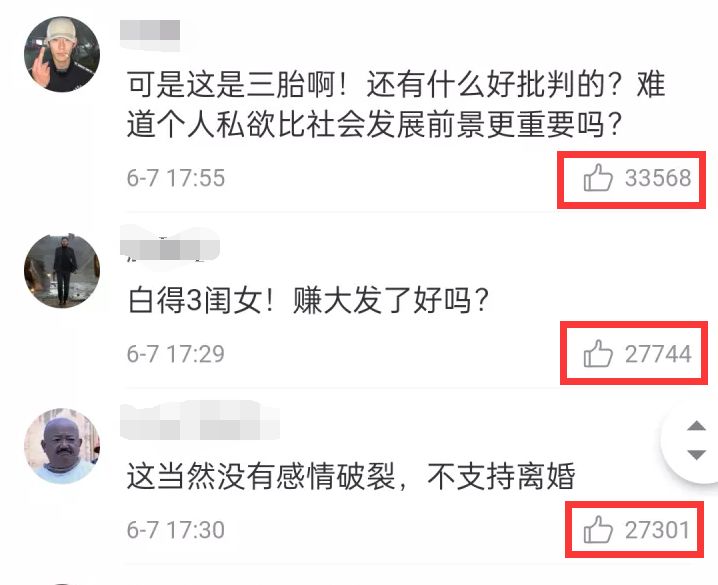 可是这是三胎啊！还有什么好批判的？难
道个人私欲比社会发展前景更重要吗？
6-7 17:55
33568
白得3闺女！赚大发了好吗？
6-7 17:29
27744
这当然没有感情破裂，不支持离婚
6-7 17:30
27301